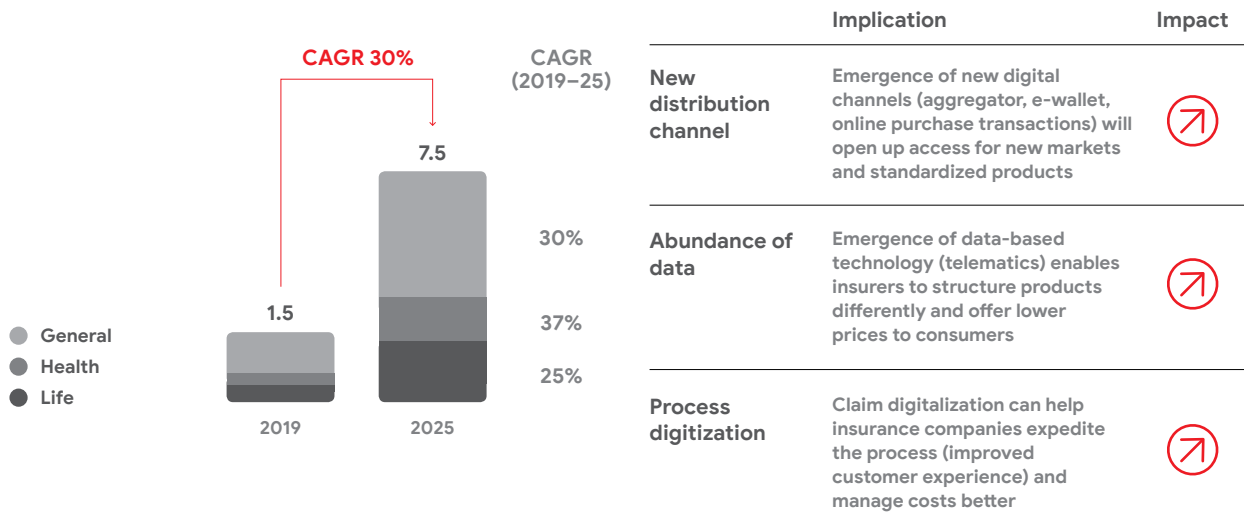 CAGR 30%
CAGR
(2019–25)
7.5
1.5
30%
37%
25%
General
Health
Life
2019
2025
Implication
Impact
New
distribution
channel
Emergence of new digital
channels (aggregator, e-wallet,
online purchase transactions) will
open up access for new markets
and standardized products
Abundance of
data
Emergence of data-based
technology (telematics) enables
insurers to structure products
differently and offer lower
prices to consumers
Process
digitization
Claim digitalization can help
insurance companies expedite
the process (improved
customer experience) and
manage costs better